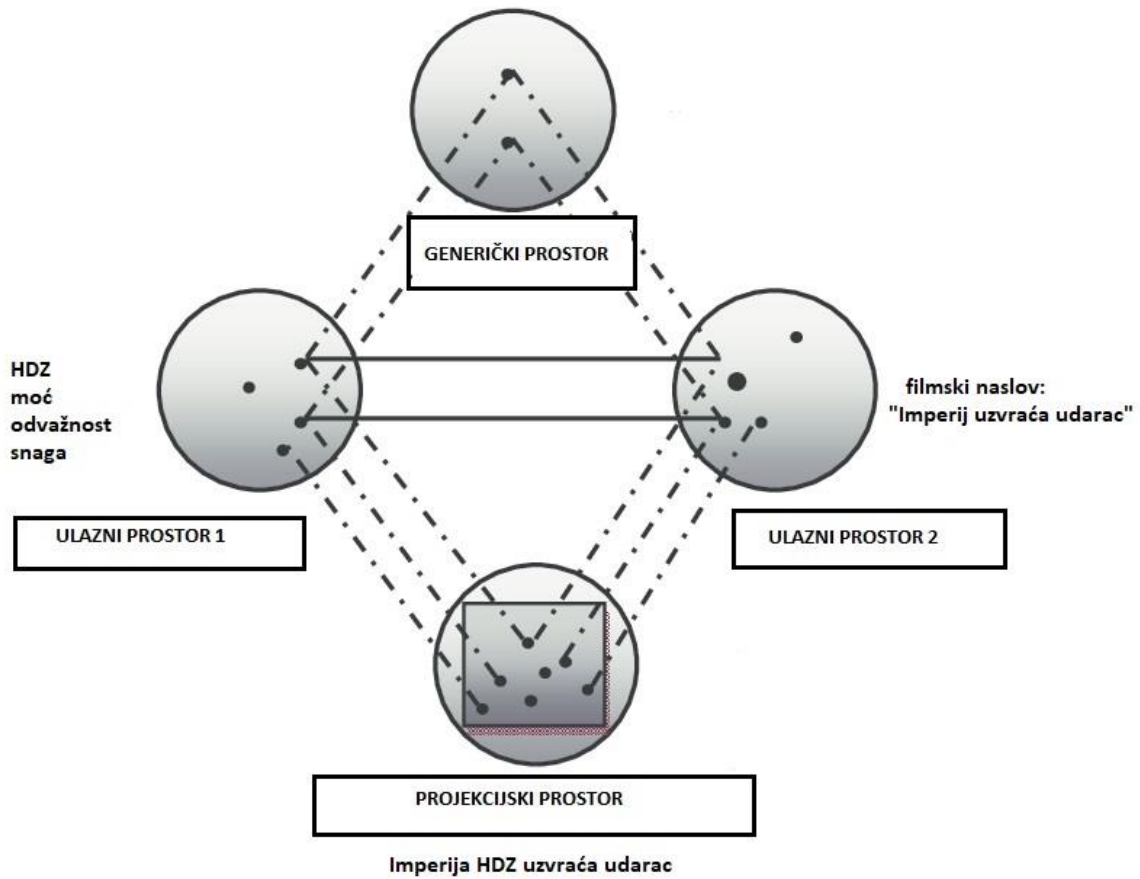 GENERIČKI PROSTOR
HDZ
moć
odvažnost
snaga
filmski naslov:
"Imperij uzvraća udarac"
ULAZNI PROSTOR 1
ULAZNI PROSTOR 2
PROJEKCIJSKI PROSTOR
Imperija HDZ uzvraća udarac